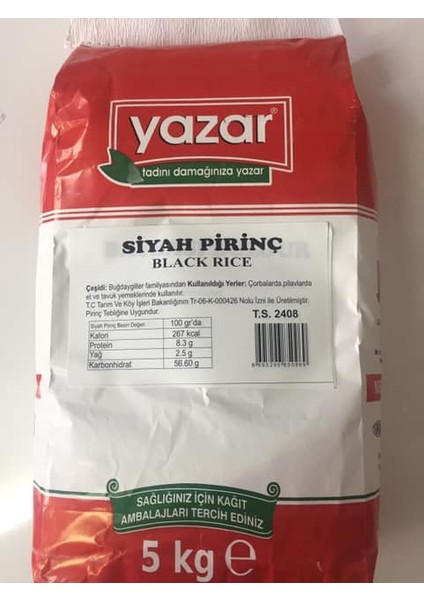 yazar®
tadını damağınıza yazar
SİYAH PİRİNÇ
BLACK RICE
Çeşidi: Buğdaygiller familyasından Kullanıldığı Yerler: Çorbalarda,pilavlarda
et ve tavuk yemeklerinde kullanılır.
T.C Tarım Ve Köy İşleri Bakanlığının Tr-06-K-000426 Nolu İzni ile Üretilmiştir.
Pirinç Tebliğine Uygundur.
T.S. 2408
Siyah Pirinç Besin Değeri 100 gr'da
Kalori 267 kcal
Protein 8.3 g
Yağ 2.5 g
Karbonhidrat 56.60 g
SAĞLIĞINIZ İÇİN KAĞIT
AMBALAJLARI TERCİH EDİNİZ
5 kg ℮